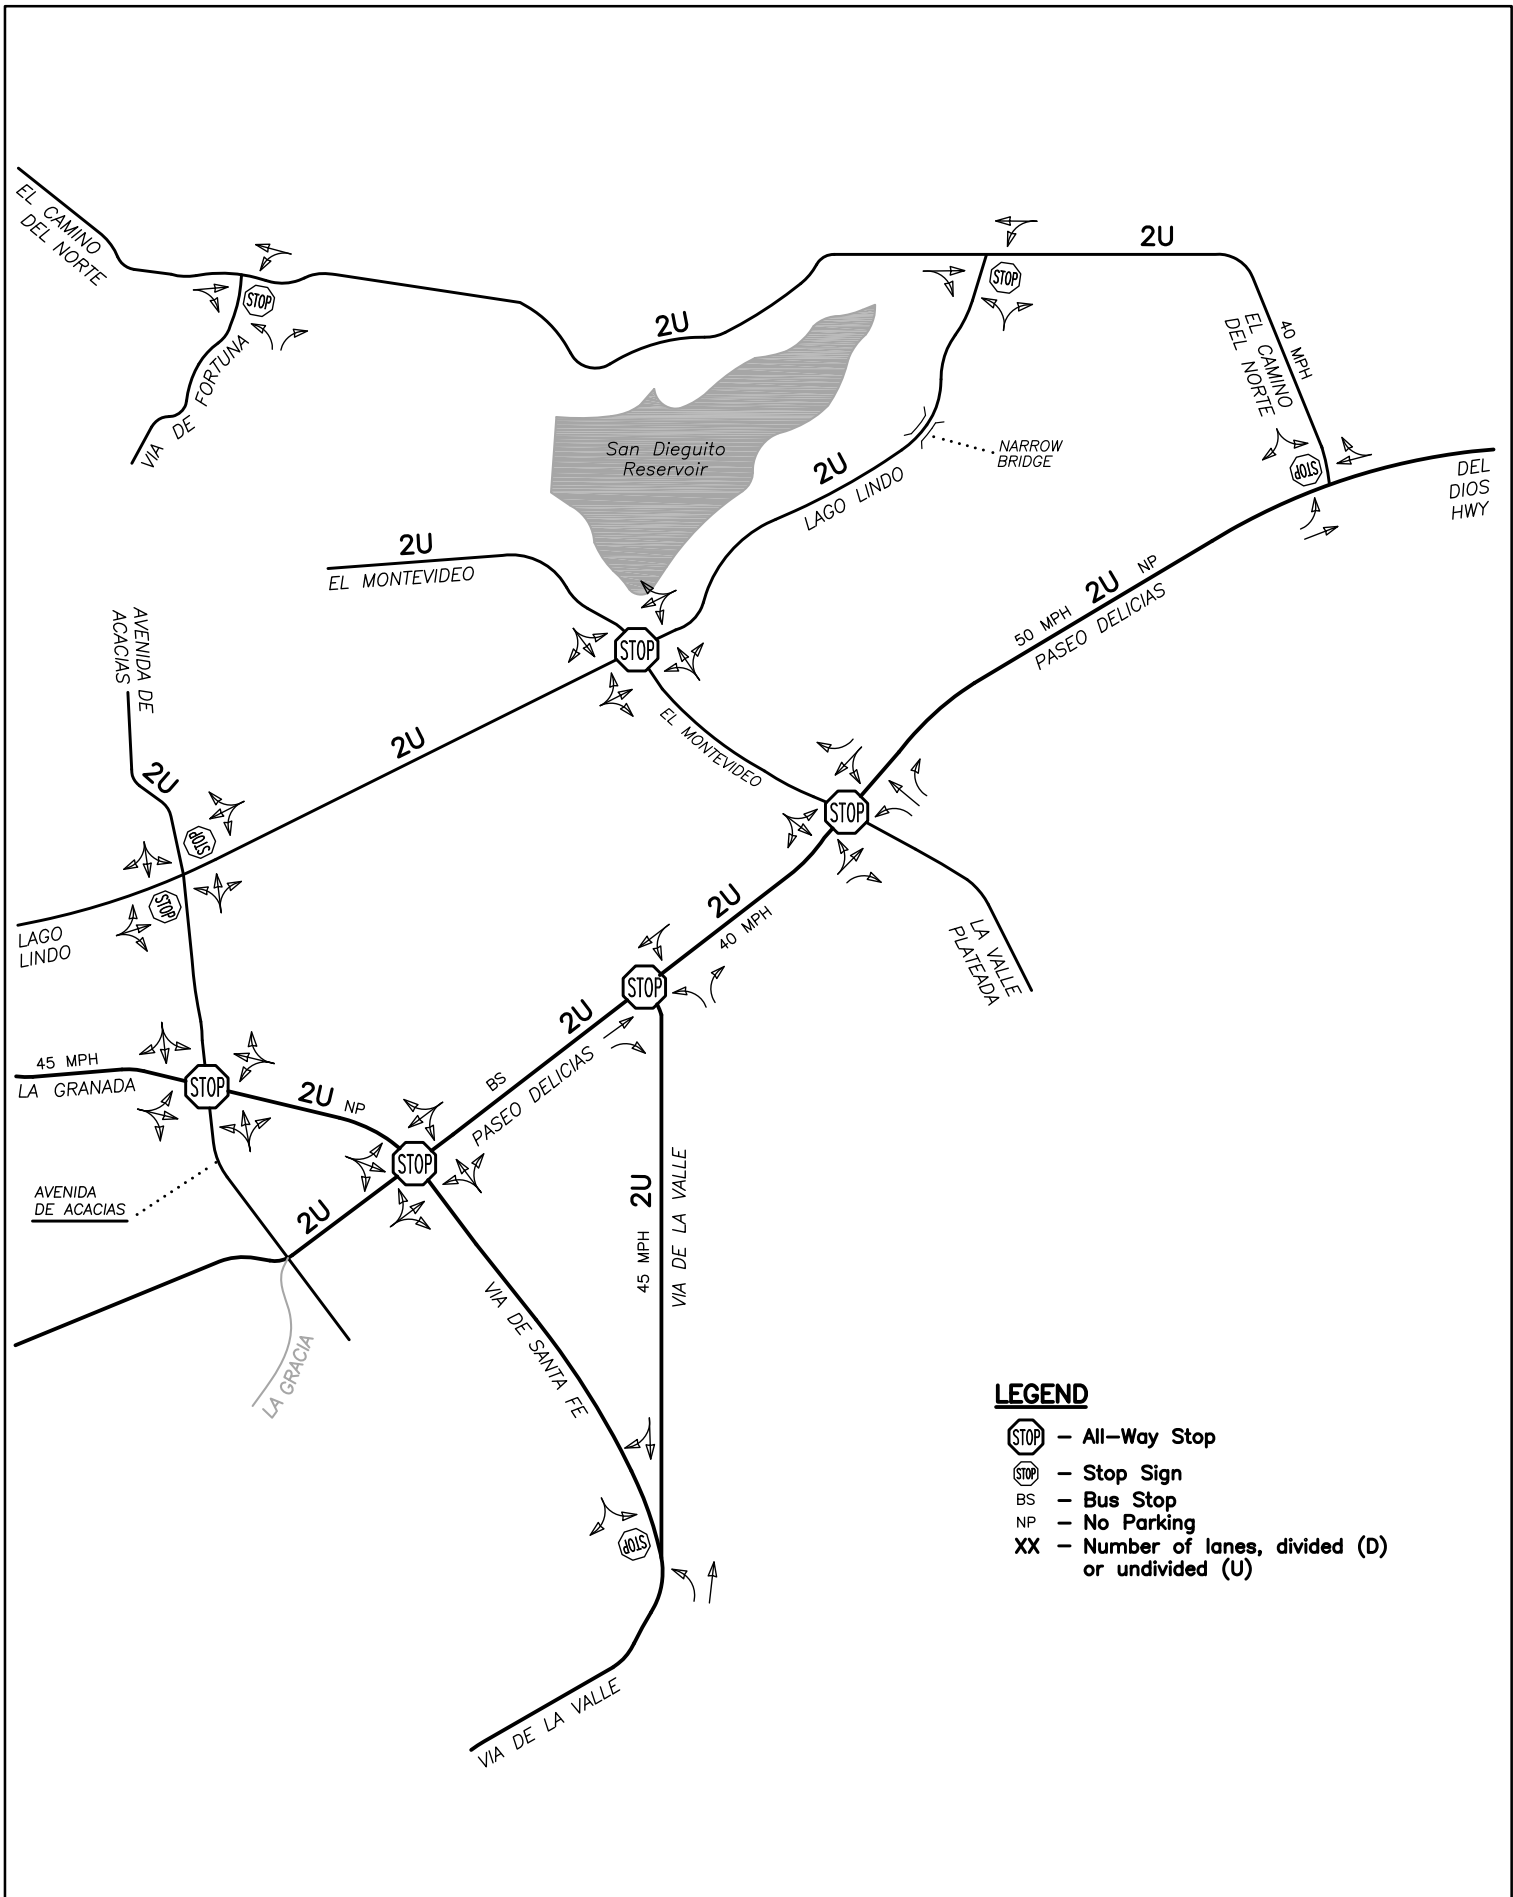 EL CAMINO
DEL NORTE
STOP
VIA DE FORTUNA
2U
STOP
2U
EL CAMINO
DEL NORTE
40 MPH
STOP
DEL
DIOS
HWY
San Dieguito
Reservoir
2U
LAGO LINDO
NARROW
BRIDGE
2U
EL MONTEVIDEO
STOP
50 MPH
2U
NP
PASEO DELICIAS
AVENIDA DE
ACACIAS
2U
2U
EL MONTEVIDEO
STOP
STOP
STOP
LAGO
LINDO
2U
40 MPH
LA VALLE
PLATEADA
STOP
45 MPH
LA GRANADA
STOP
2U
NP
BS
2U
PASEO DELICIAS
STOP
AVENIDA
DE ACACIAS
2U
45 MPH
2U
VIA DE LA VALLE
VIA DE SANTA FE
LA GRACIA
STOP
VIA DE LA VALLE
LEGEND
STOP - All-Way Stop
STOP - Stop Sign
BS - Bus Stop
NP - No Parking
XX - Number of lanes, divided (D)
or undivided (U)